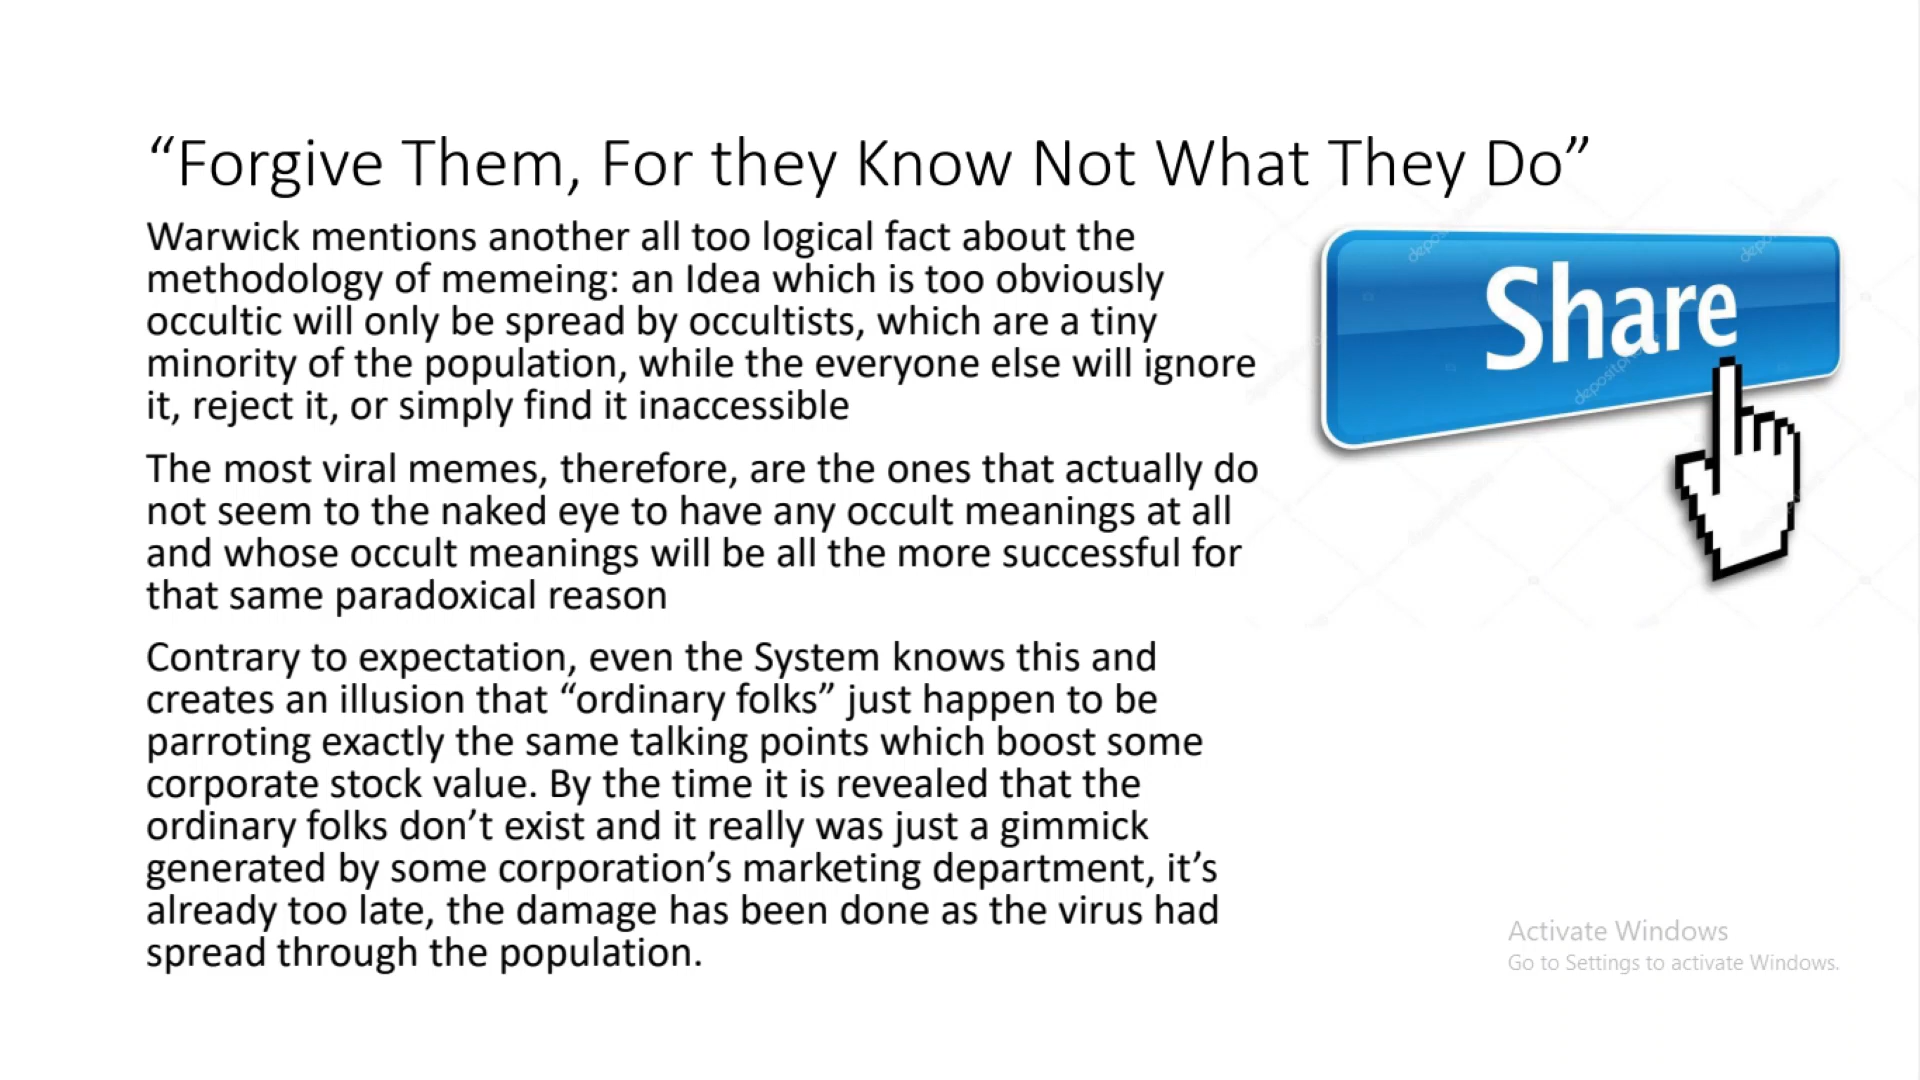 “Forgive Them, For they Know Not What They Do”
Warwick mentions another all too logical fact about the
methodology of memeing: an Idea which is too obviously
occultic will only be spread by occultists, which are a tiny
minority of the population, while the everyone else will ignore
it, reject it, or simply find it inaccessible
The most viral memes, therefore, are the ones that actually do
not seem to the naked eye to have any occult meanings at all
and whose occult meanings will be all the more successful for
that same paradoxical reason
Contrary to expectation, even the System knows this and
creates an illusion that “ordinary folks” just happen to be
parroting exactly the same talking points which boost some
corporate stock value. By the time it is revealed that the
ordinary folks don’t exist and it really was just a gimmick
generated by some corporation’s marketing department, it’s
already too late, the damage has been done as the virus had
spread through the population.
Share
Activate Windows
Go to Settings to activate Windows.